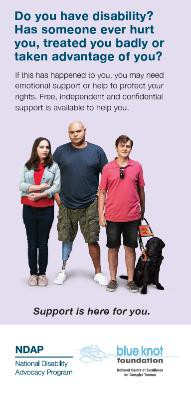 Do you have disability?
Has someone ever hurt
you, treated you badly or
taken advantage of you?
If this has happened to you, you may need
emotional support or help to protect your
rights. Free, independent and confidential
support is available to help you.
Support is here for you.
NDAP
National Disability
Advocacy Program
blue knot
foundation
National Centre of Excellence
for Complex Trauma